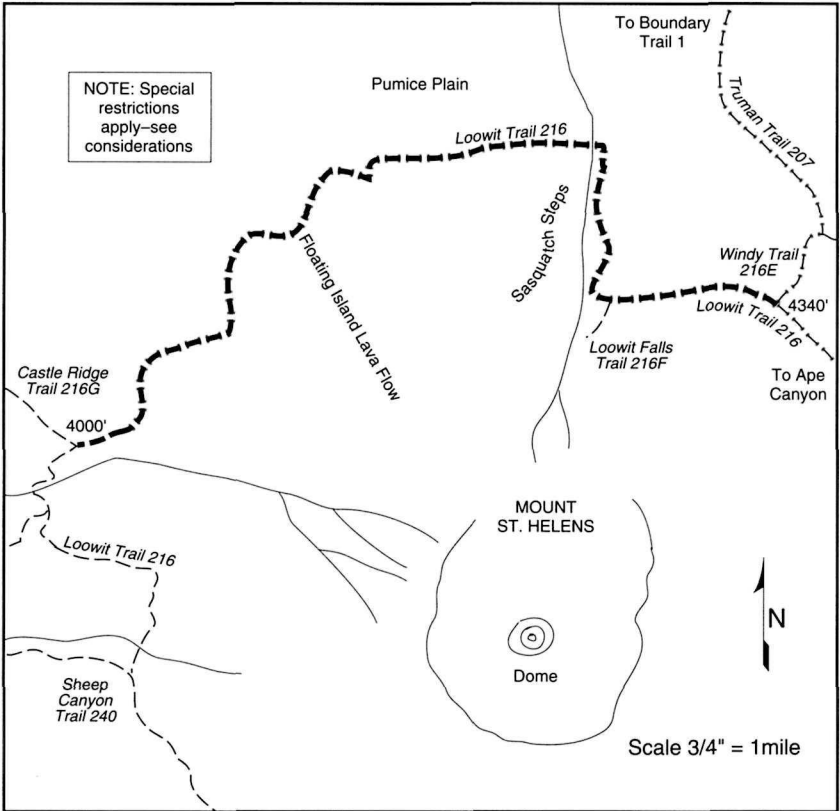 To Boundary
Trail 1
NOTE: Special
restrictions
apply–see
considerations
Pumice Plain
Truman Trail 207
Loowit Trail 216
Sasquatch Steps
Windy Trail
216E
Floating Island Lava Flow
4340'
Loowit Trail 216
Loowit Falls
Trail 216F
To Ape
Canyon
Castle Ridge
Trail 216G
4000'
MOUNT
ST. HELENS
Loowit Trail 216
N
Dome
Sheep
Canyon
Trail 240
Scale 3/4" = 1mile